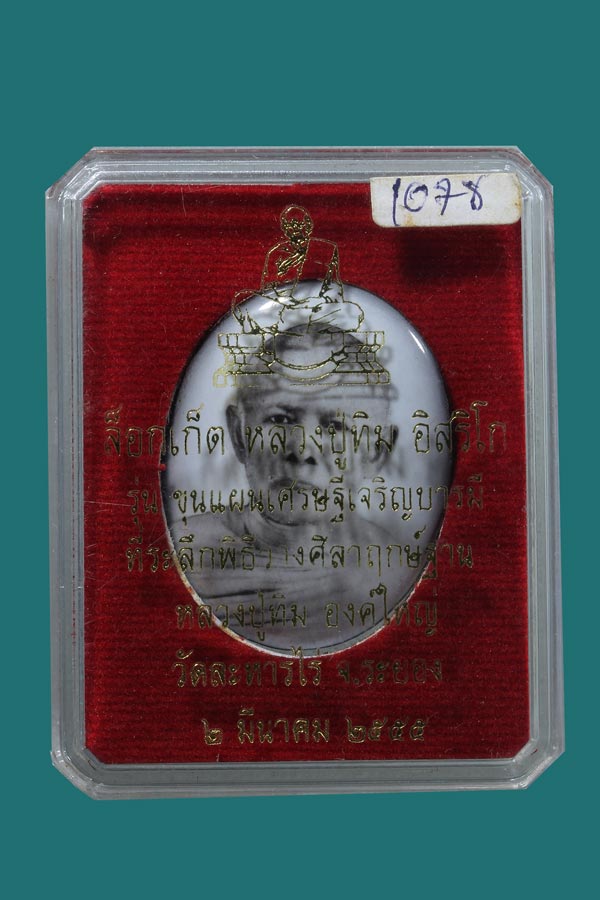 1078
ล็อกเก็ต หลวงปู่ทิม อิสริโก
รุ่น ขุนแผนเศรษฐีเจริญบารมี
ที่ระลึกพิธีวางศิลาฤกษ์ฐาน
หลวงปู่ทิม องค์ใหญ่
วัดละหารไร่ จ.ระยอง
๒ มีนาคม ๒๕๕๕